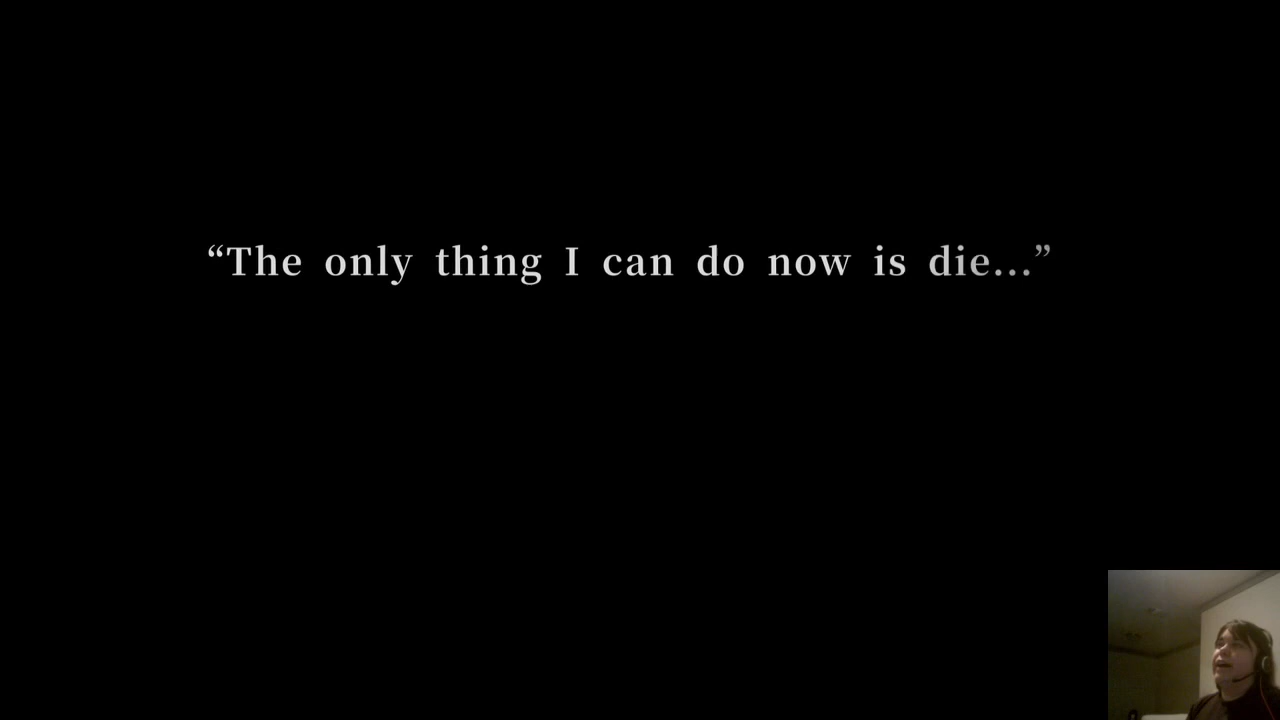 “The only thing I can do now is die...”